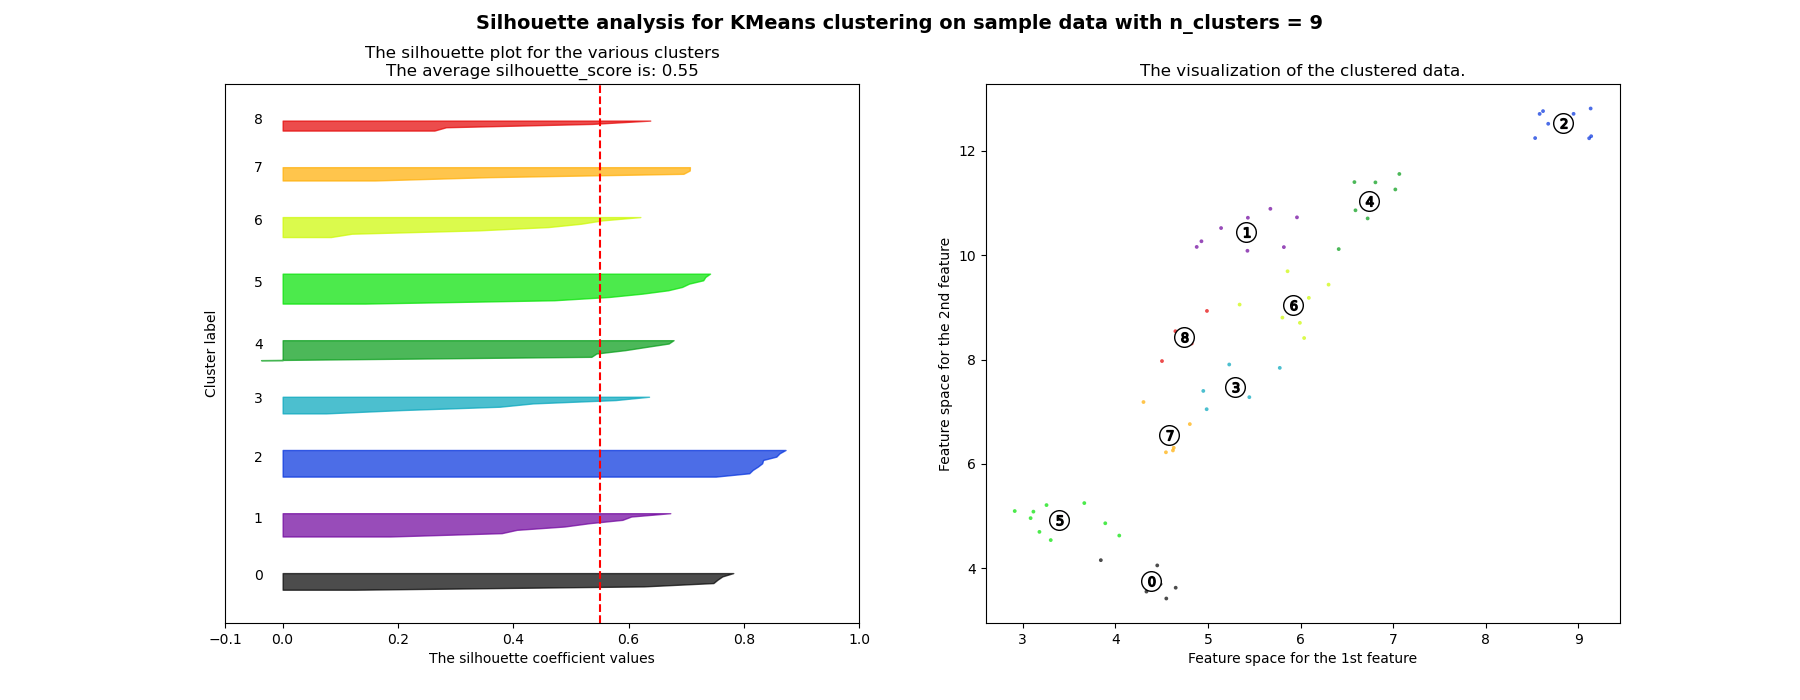 Silhouette analysis for KMeans clustering on sample data with n_clusters = 9
The silhouette plot for the various clusters
The average silhouette_score is: 0.55
8
7
6
5
4
3
2
1
0
Cluster label
−0.1 0.0 0.2 0.4 0.6 0.8 1.0
The silhouette coefficient values
The visualization of the clustered data.
12
10
8
6
4
Feature space for the 2nd feature
2
4
1
6
8
3
7
5
0
3 4 5 6 7 8 9
Feature space for the 1st feature